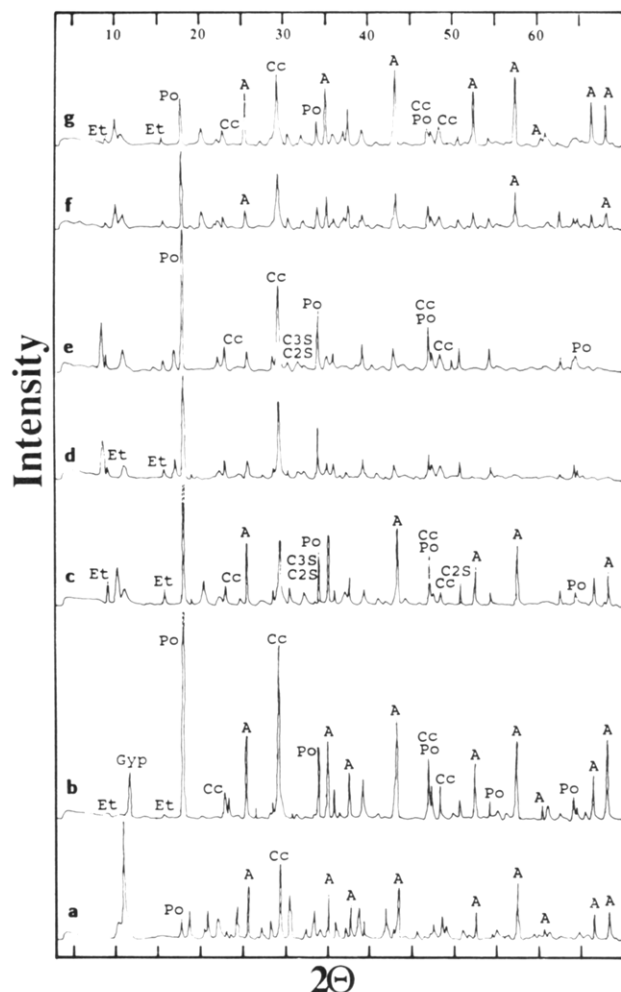 10 20 30 40 50 60
g Et Po Et Cc A Cc Po A A Cc Po Cc A A A A A
f A A A
e Po Cc Cc C3S C2S Po Cc Po Cc Po
d Et Et
c Et Et Cc A C3S C2S Po A Cc Po Cc C2S A A Po A
b Et Gyp Et Po Cc A Cc Po A A A Cc Po Cc A Po A A Po A A
a Po A Cc A A A A A A A A
Intensity
2Θ